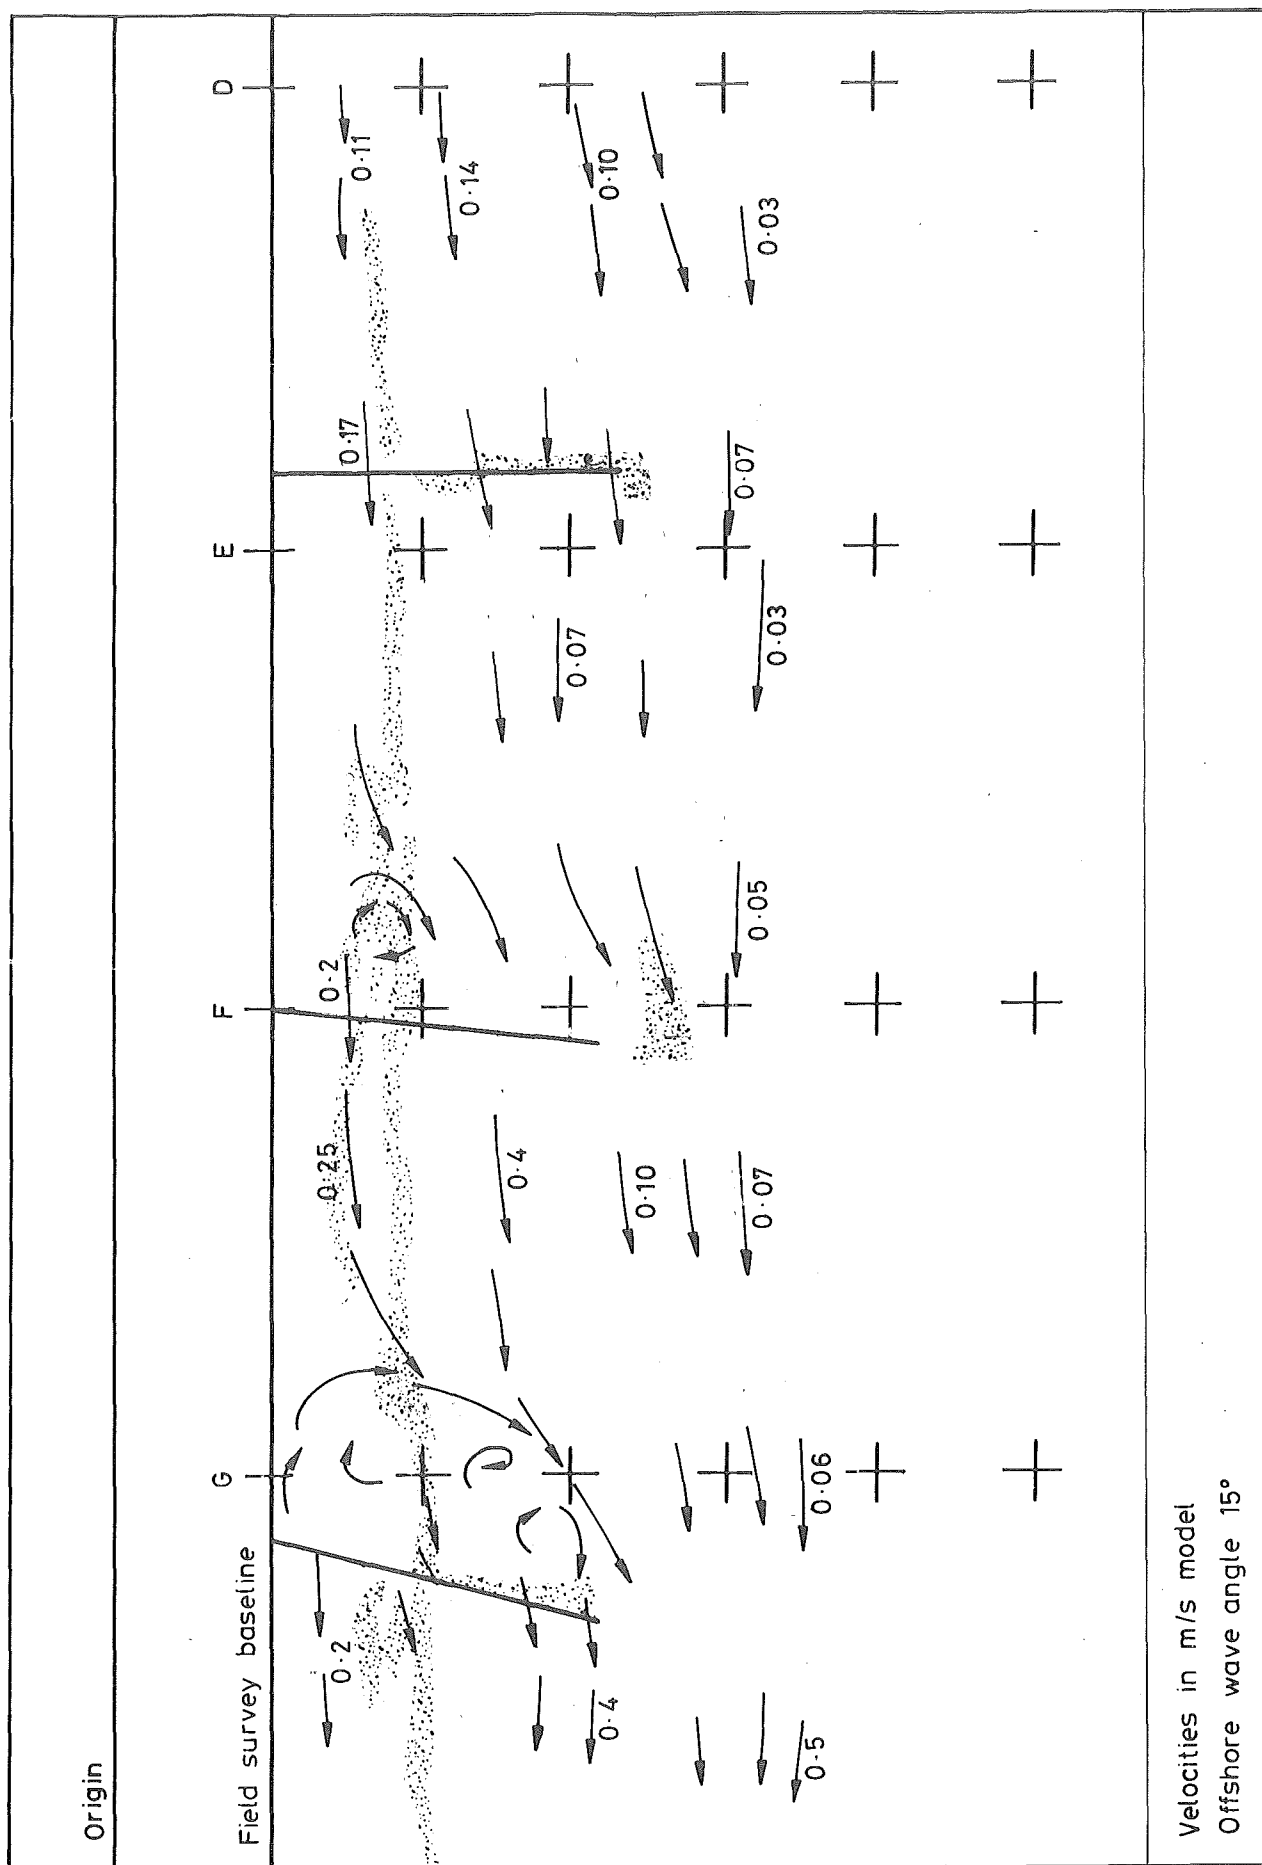 Origin
Field survey baseline
G
F
E
D
0·2
0·25
0·2
0·17
0·11
0·4
0·4
0·14
0·10
0·07
0·10
0·5
0·06
0·07
0·05
0·03
0·07
0·03
Velocities in m/s model
Offshore wave angle 15°